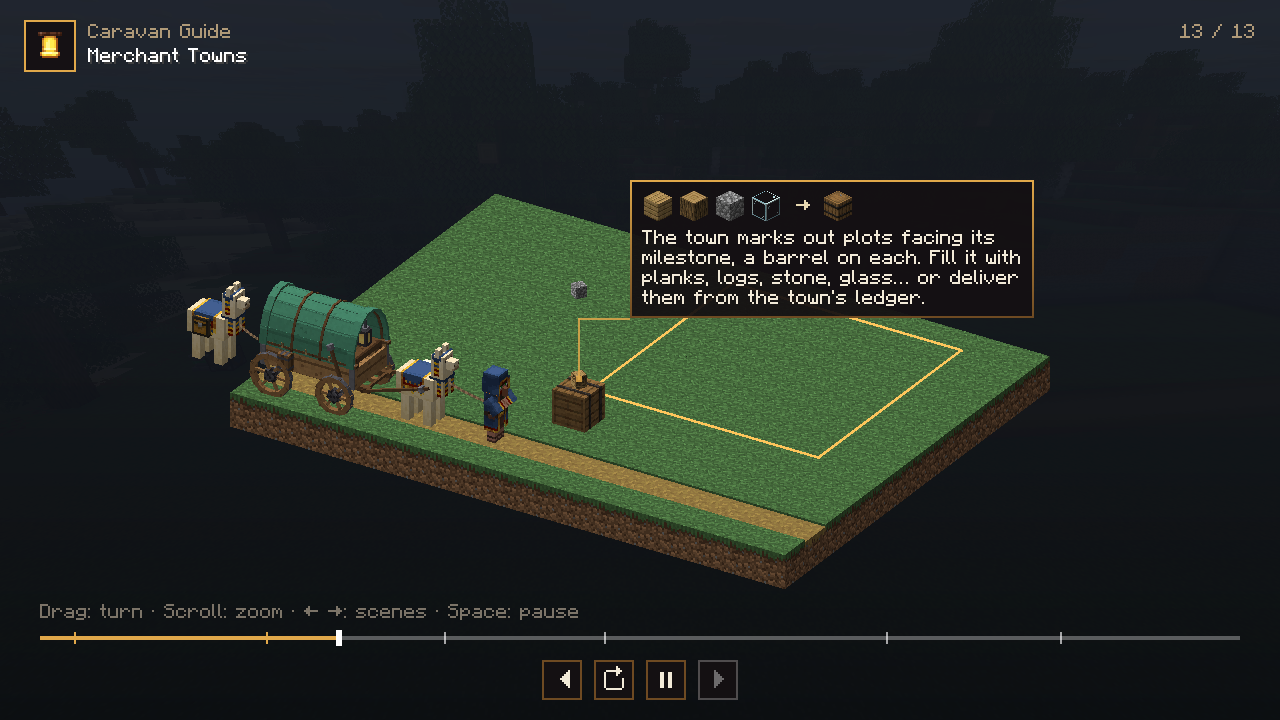 Caravan Guide
Merchant Towns
13 / 13
The town marks out plots facing its
milestone, a barrel on each. Fill it with
planks, logs, stone, glass... or deliver
them from the town's ledger.
Drag: turn · Scroll: zoom · ← →: scenes · Space: pause